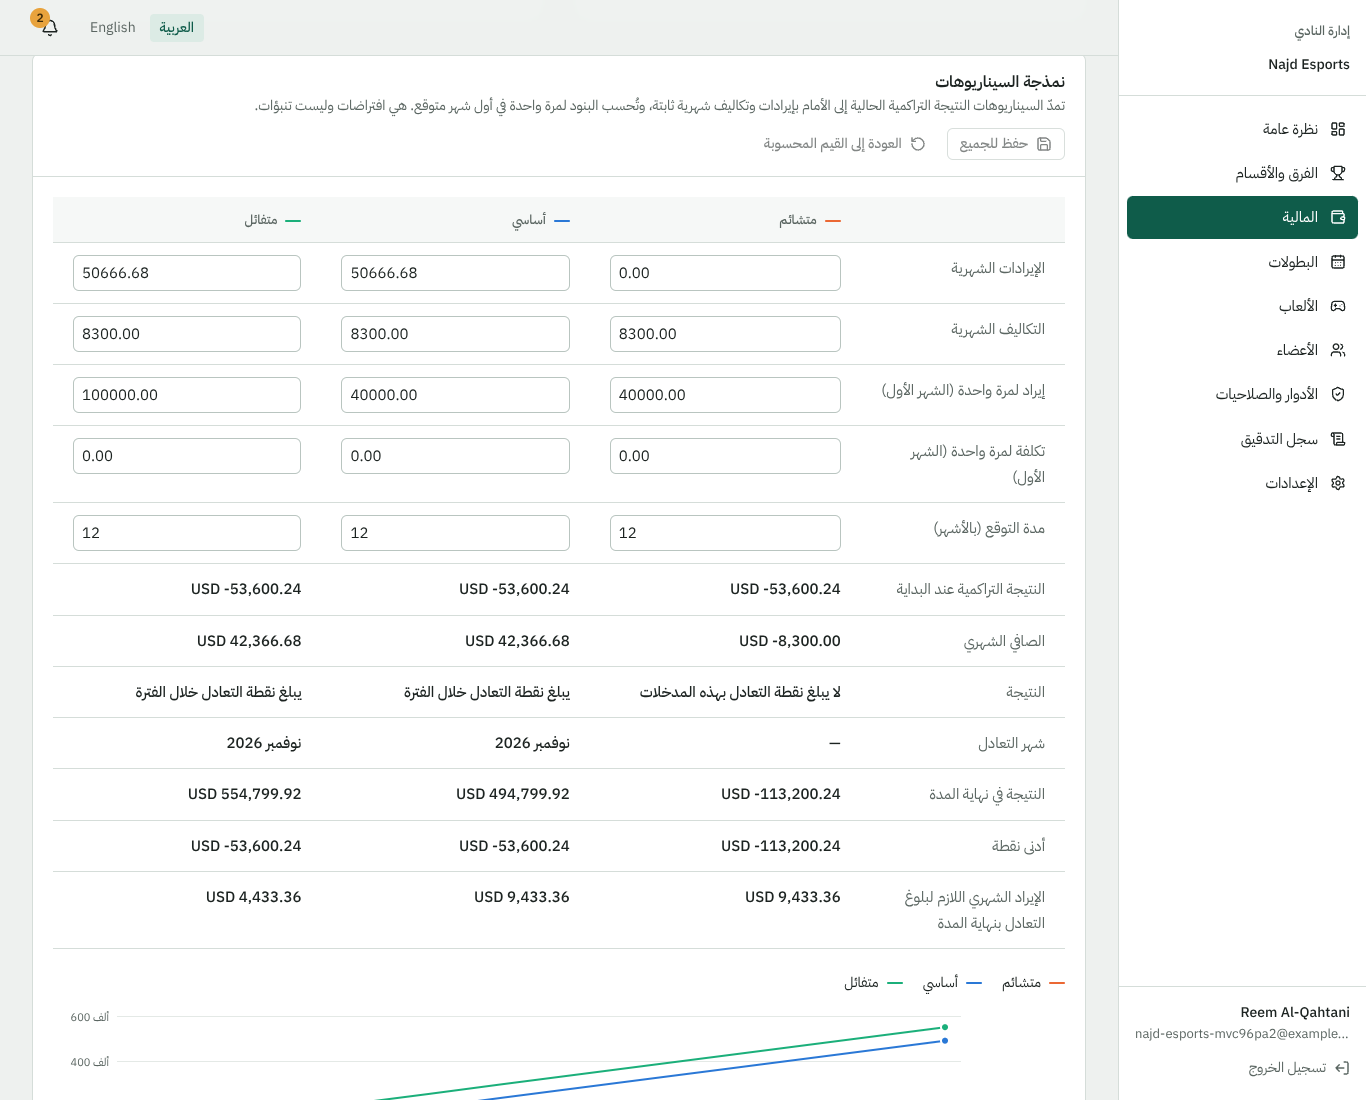 إدارة النادي
Najd Esports
نظرة عامة
الفرق والأقسام
المالية
البطولات
الألعاب
الأعضاء
الأدوار والصلاحيات
سجل التدقيق
الإعدادات
Reem Al-Qahtani
najd-esports-mvc96pa2@example...
تسجيل الخروج
العربية English 2
نمذجة السيناريوهات
تمدّ السيناريوهات النتيجة التراكمية الحالية إلى الأمام بإيرادات وتكاليف شهرية ثابتة، وتُحسب البنود لمرة واحدة في أول شهر متوقع. هي افتراضات وليست تنبؤات.
حفظ للجميع العودة إلى القيم المحسوبة
متشائم أساسي متفائل
الإيرادات الشهرية 0.00 50666.68 50666.68
التكاليف الشهرية 8300.00 8300.00 8300.00
إيراد لمرة واحدة (الشهر الأول) 40000.00 40000.00 100000.00
تكلفة لمرة واحدة (الشهر
الأول) 0.00 0.00 0.00
مدة التوقع (بالأشهر) 12 12 12
النتيجة التراكمية عند البداية USD -53,600.24 USD -53,600.24 USD -53,600.24
الصافي الشهري USD -8,300.00 USD 42,366.68 USD 42,366.68
النتيجة لا يبلغ نقطة التعادل بهذه المدخلات يبلغ نقطة التعادل خلال الفترة يبلغ نقطة التعادل خلال الفترة
شهر التعادل — نوفمبر 2026 نوفمبر 2026
النتيجة في نهاية المدة USD -113,200.24 USD 494,799.92 USD 554,799.92
أدنى نقطة USD -113,200.24 USD -53,600.24 USD -53,600.24
الإيراد الشهري اللازم لبلوغ
التعادل بنهاية المدة USD 9,433.36 USD 9,433.36 USD 4,433.36
متشائم أساسي متفائل
600 ألف
400 ألف